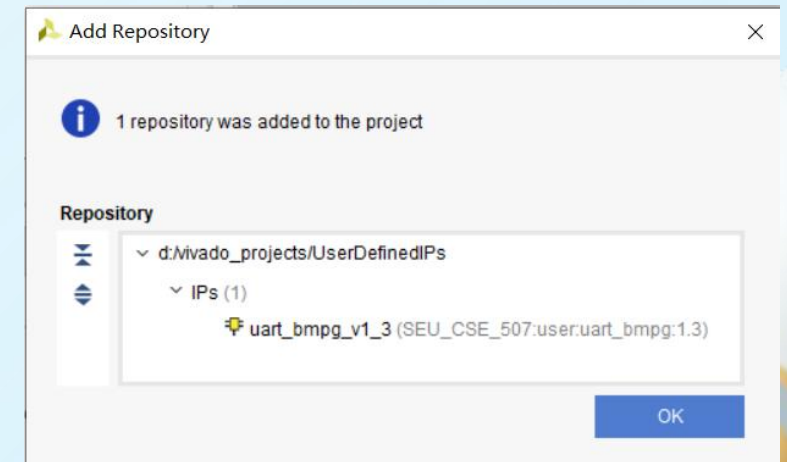 Add Repository
1 repository was added to the project
Repository
d:/vivado_projects/UserDefinedIPs
IPs (1)
uart_bmpg_v1_3 (SEU_CSE_507:user:uart_bmpg:1.3)
OK